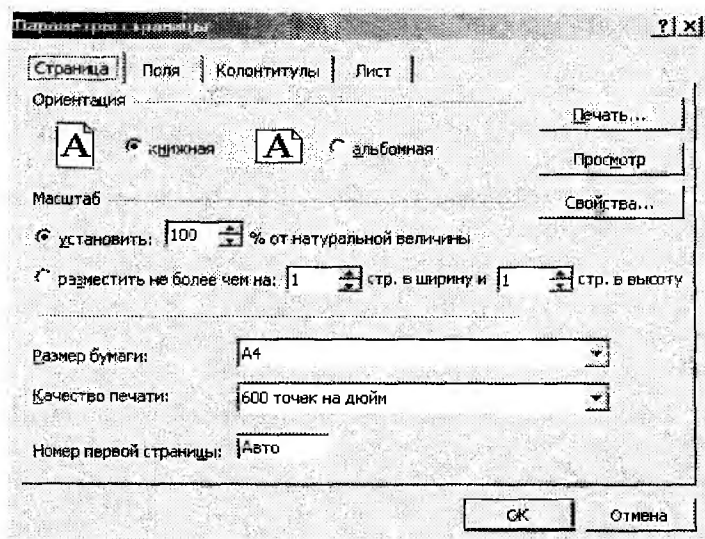 Параметры страницы
Страница Поля Колонтитулы Лист
Ориентация
A книжная A альбомная
Печать...
Просмотр
Свойства...
Масштаб
установить: 100 % от натуральной величины
разместить не более чем на: 1 стр. в ширину и 1 стр. в высоту
Размер бумаги: A4
Качество печати: 600 точек на дюйм
Номер первой страницы: Авто
ОК Отмена